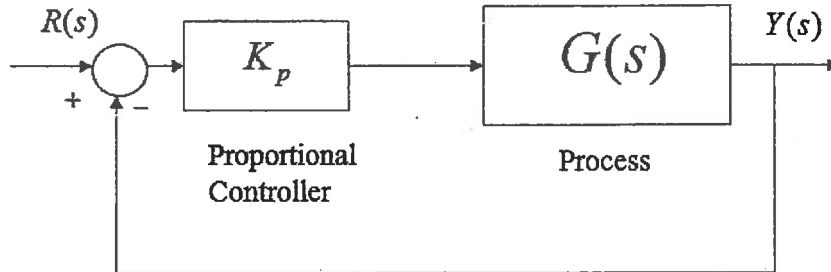 R(s)
K_p
G(s)
Y(s)
+
−
Proportional
Controller
Process